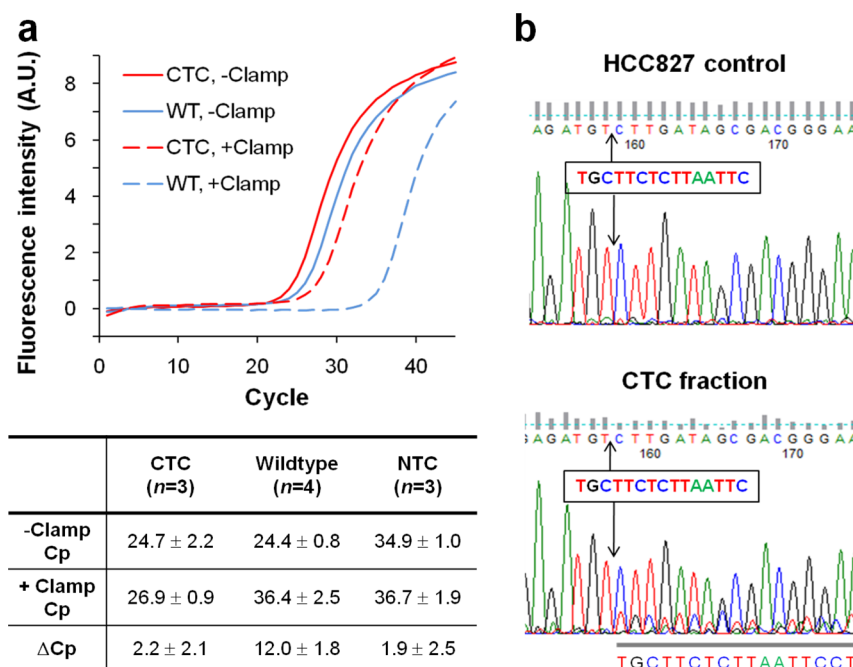 a
Fluorescence intensity (A.U.)
8
6
4
2
0
CTC, -Clamp
WT, -Clamp
CTC, +Clamp
WT, +Clamp
0 10 20 30 40
Cycle
CTC (n=3) Wildtype (n=4) NTC (n=3)
-Clamp Cp 24.7 ± 2.2 24.4 ± 0.8 34.9 ± 1.0
+ Clamp Cp 26.9 ± 0.9 36.4 ± 2.5 36.7 ± 1.9
ΔCp 2.2 ± 2.1 12.0 ± 1.8 1.9 ± 2.5
b
HCC827 control
AGATGTCTTGATAGCGACGGGAA
160 170
TGCTTCTCTTAATTC
CTC fraction
GAGATGTCTTGATAGCGACGGGAA
160 170
TGCTTCTCTTAATTC
TGCTTCTCTTAATTCCT